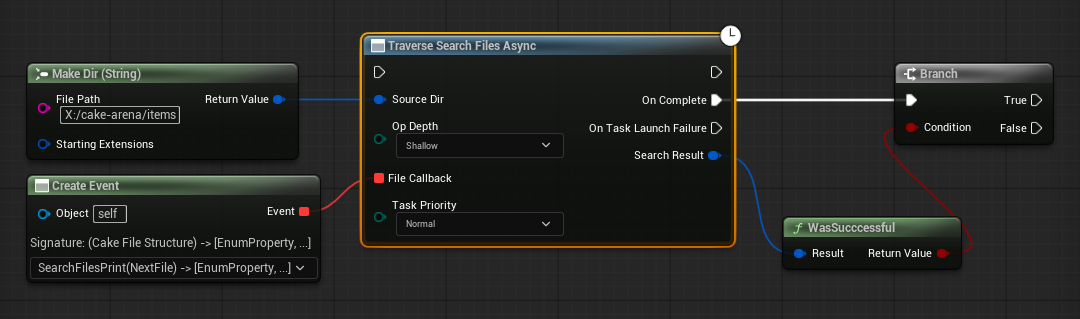 Make Dir (String)
File Path
X:/cake-arena/items
Return Value
Starting Extensions
Create Event
Object
self
Event
Signature: (Cake File Structure) -> [EnumProperty, ...]
SearchFilesPrint(NextFile) -> [EnumProperty, ...]
Traverse Search Files Async
Source Dir
On Complete
Op Depth
Shallow
On Task Launch Failure
Search Result
File Callback
Task Priority
Normal
Branch
True
Condition
False
WasSucccessful
Result
Return Value